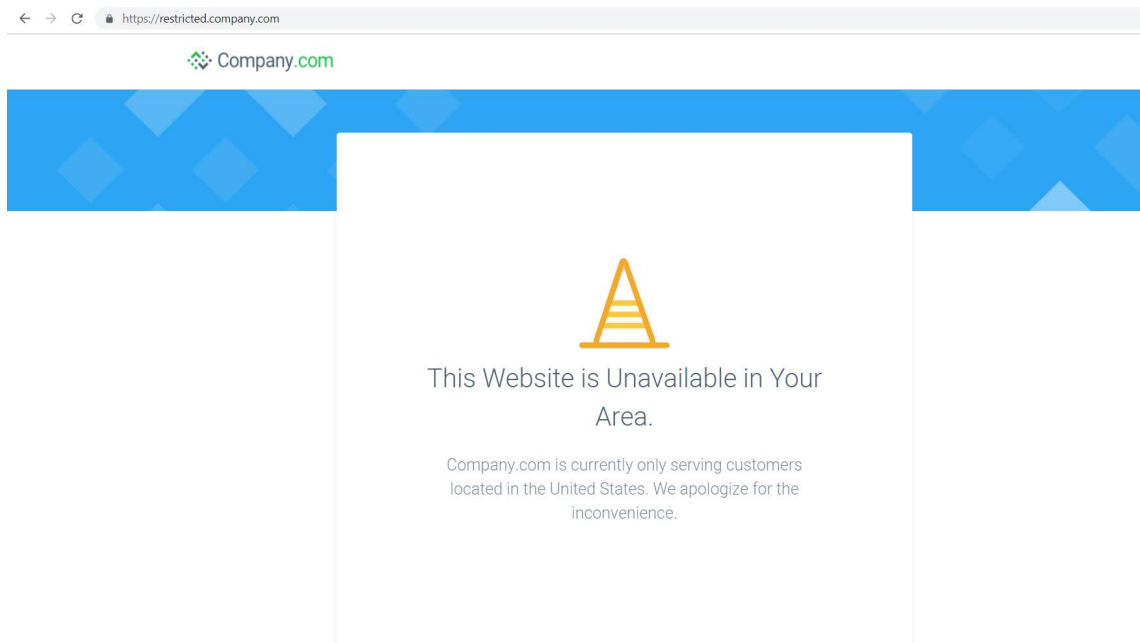 https://restricted.company.com
Company.com
This Website is Unavailable in Your
Area.
Company.com is currently only serving customers
located in the United States. We apologize for the
inconvenience.